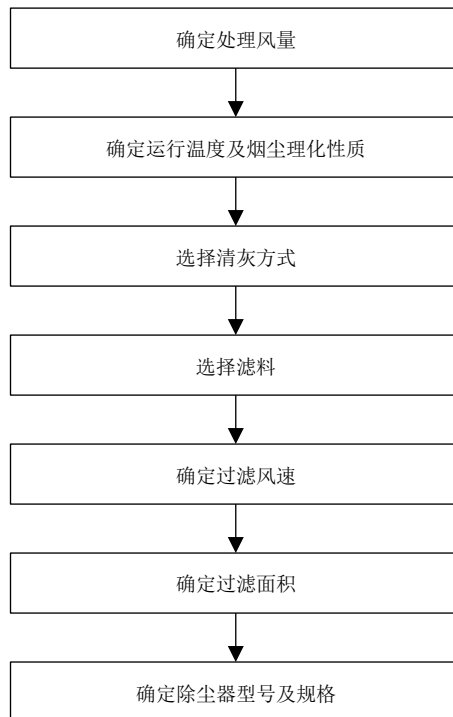 确定处理风量
确定运行温度及烟尘理化性质
选择清灰方式
选择滤料
确定过滤风速
确定过滤面积
确定除尘器型号及规格